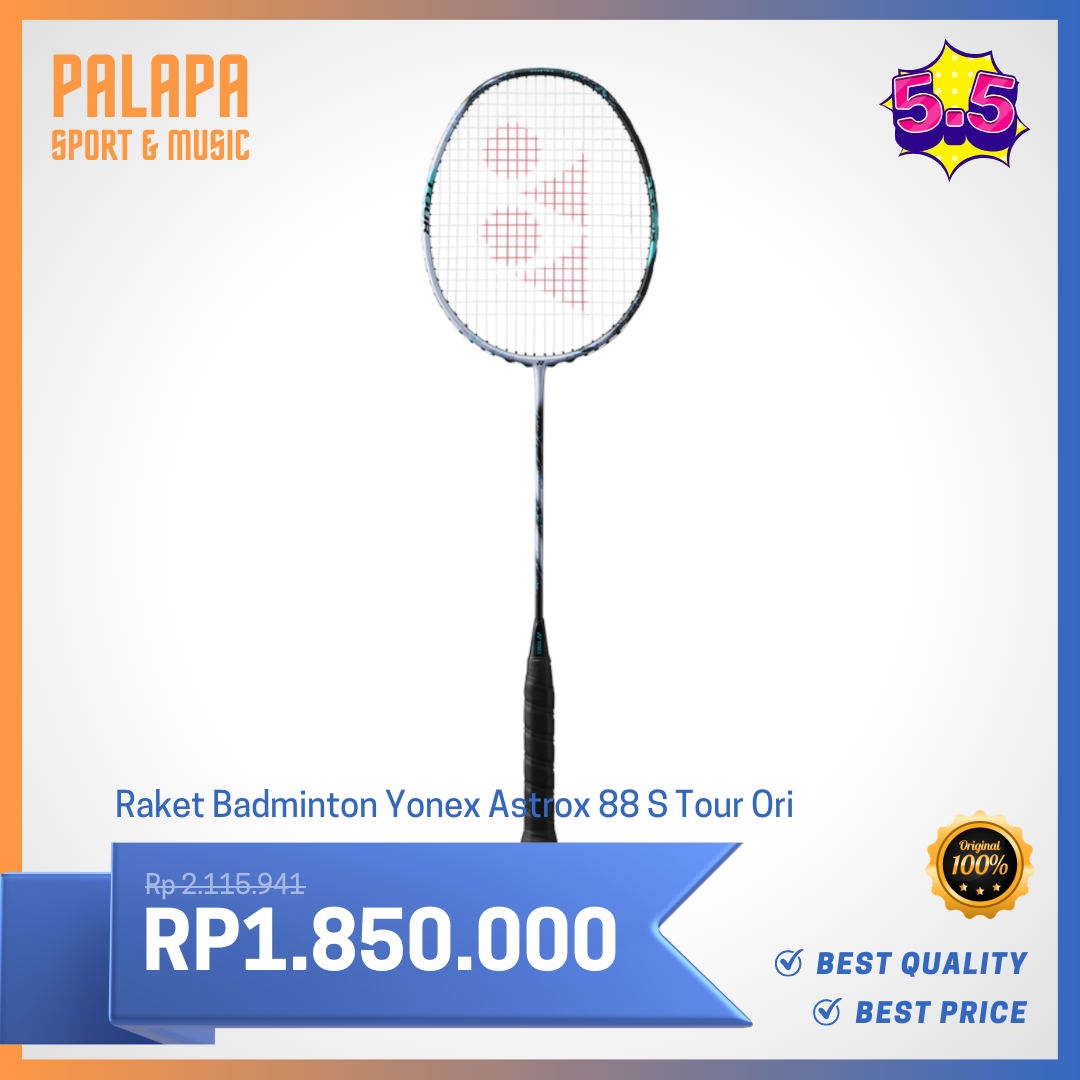 PALAPA
SPORT & MUSIC
5.5
TOUR
Raket Badminton Yonex Astrox 88 S Tour Ori
Rp 2.115.941
RP1.850.000
Original
100%
BEST QUALITY
BEST PRICE